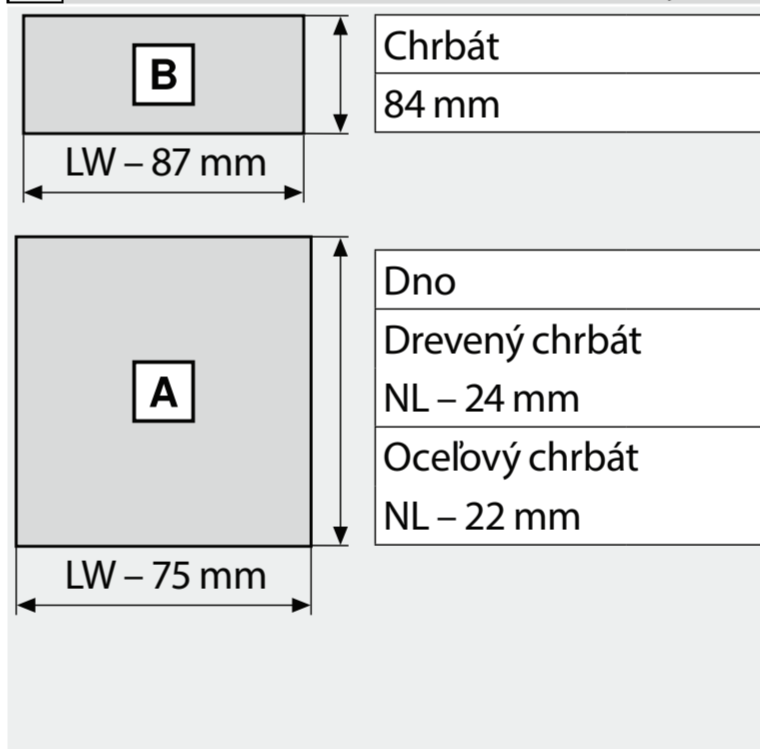 B
Chrbát
84 mm
LW – 87 mm
A
Dno
Drevený chrbát
NL – 24 mm
Oceľový chrbát
NL – 22 mm
LW – 75 mm